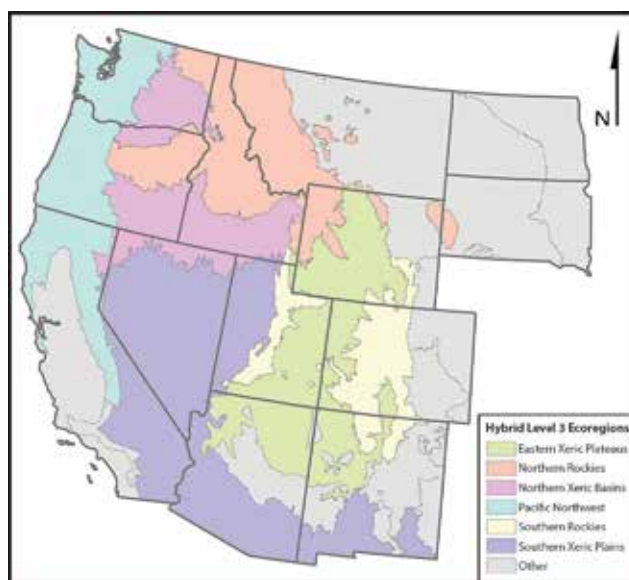 N
Hybrid Level 3 Ecoregions
Eastern Xeric Plateaus
Northern Rockies
Northern Xeric Basins
Pacific Northwest
Southern Rockies
Southern Xeric Plains
Other